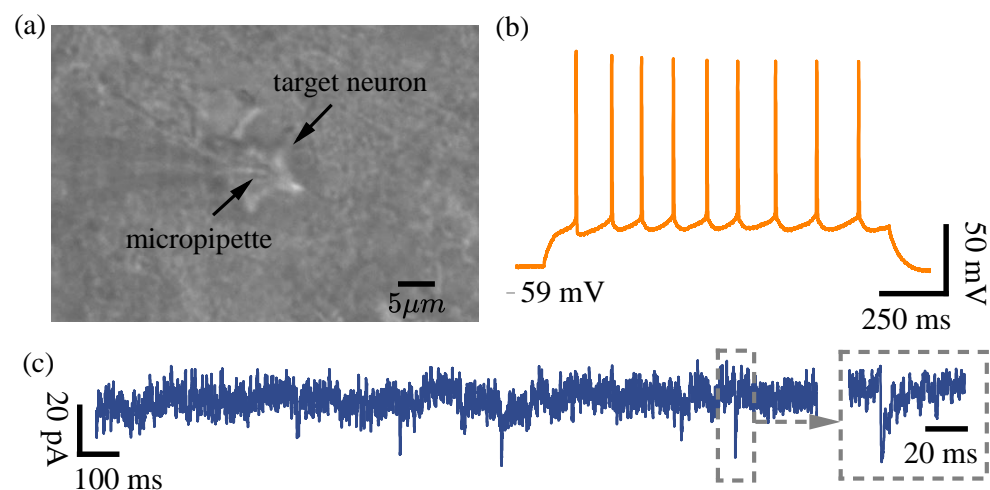 (a)
target neuron
micropipette
5μm
(b)
- 59 mV
50 mV
250 ms
(c)
20 pA
100 ms
20 ms